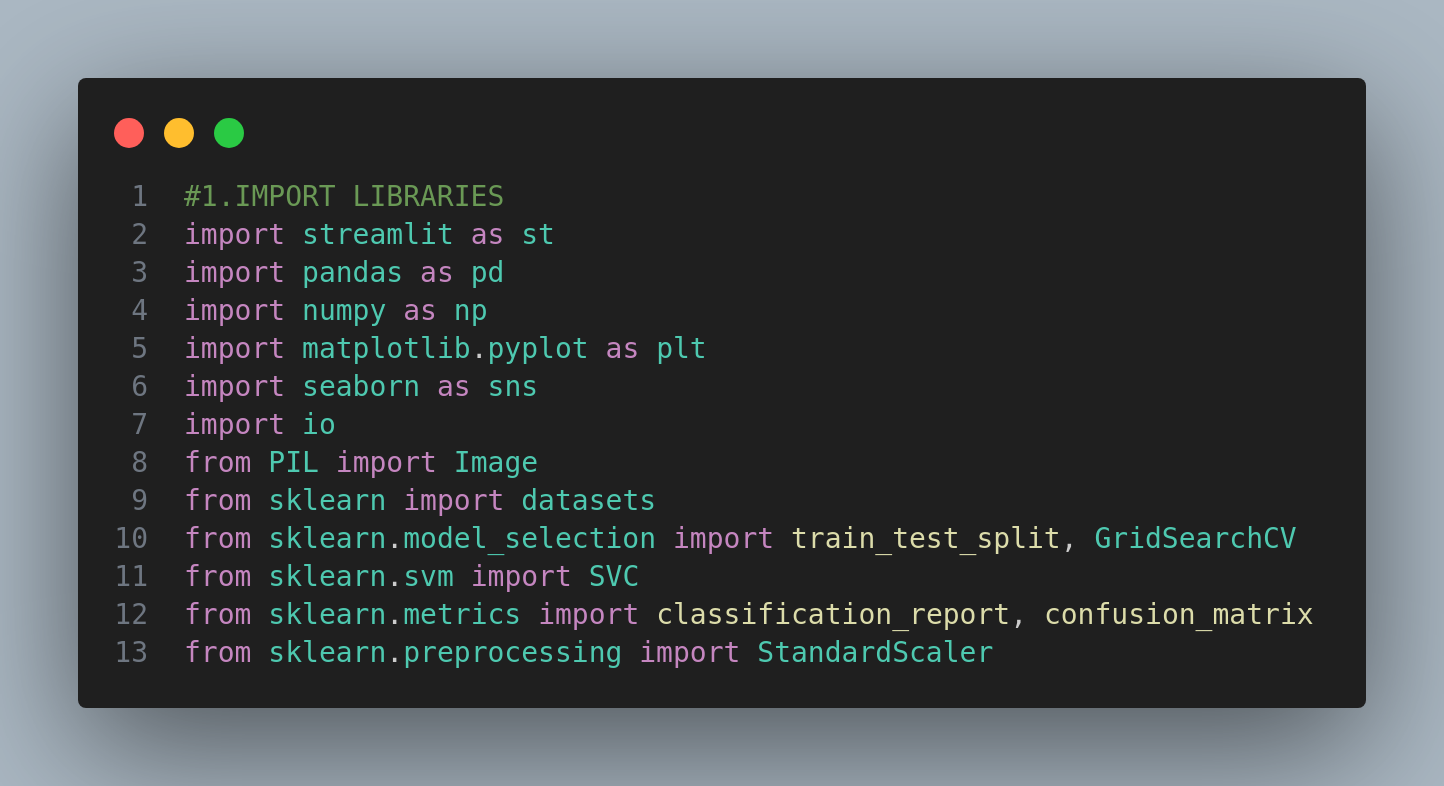 1 #1.IMPORT LIBRARIES
2 import streamlit as st
3 import pandas as pd
4 import numpy as np
5 import matplotlib.pyplot as plt
6 import seaborn as sns
7 import io
8 from PIL import Image
9 from sklearn import datasets
10 from sklearn.model_selection import train_test_split, GridSearchCV
11 from sklearn.svm import SVC
12 from sklearn.metrics import classification_report, confusion_matrix
13 from sklearn.preprocessing import StandardScaler